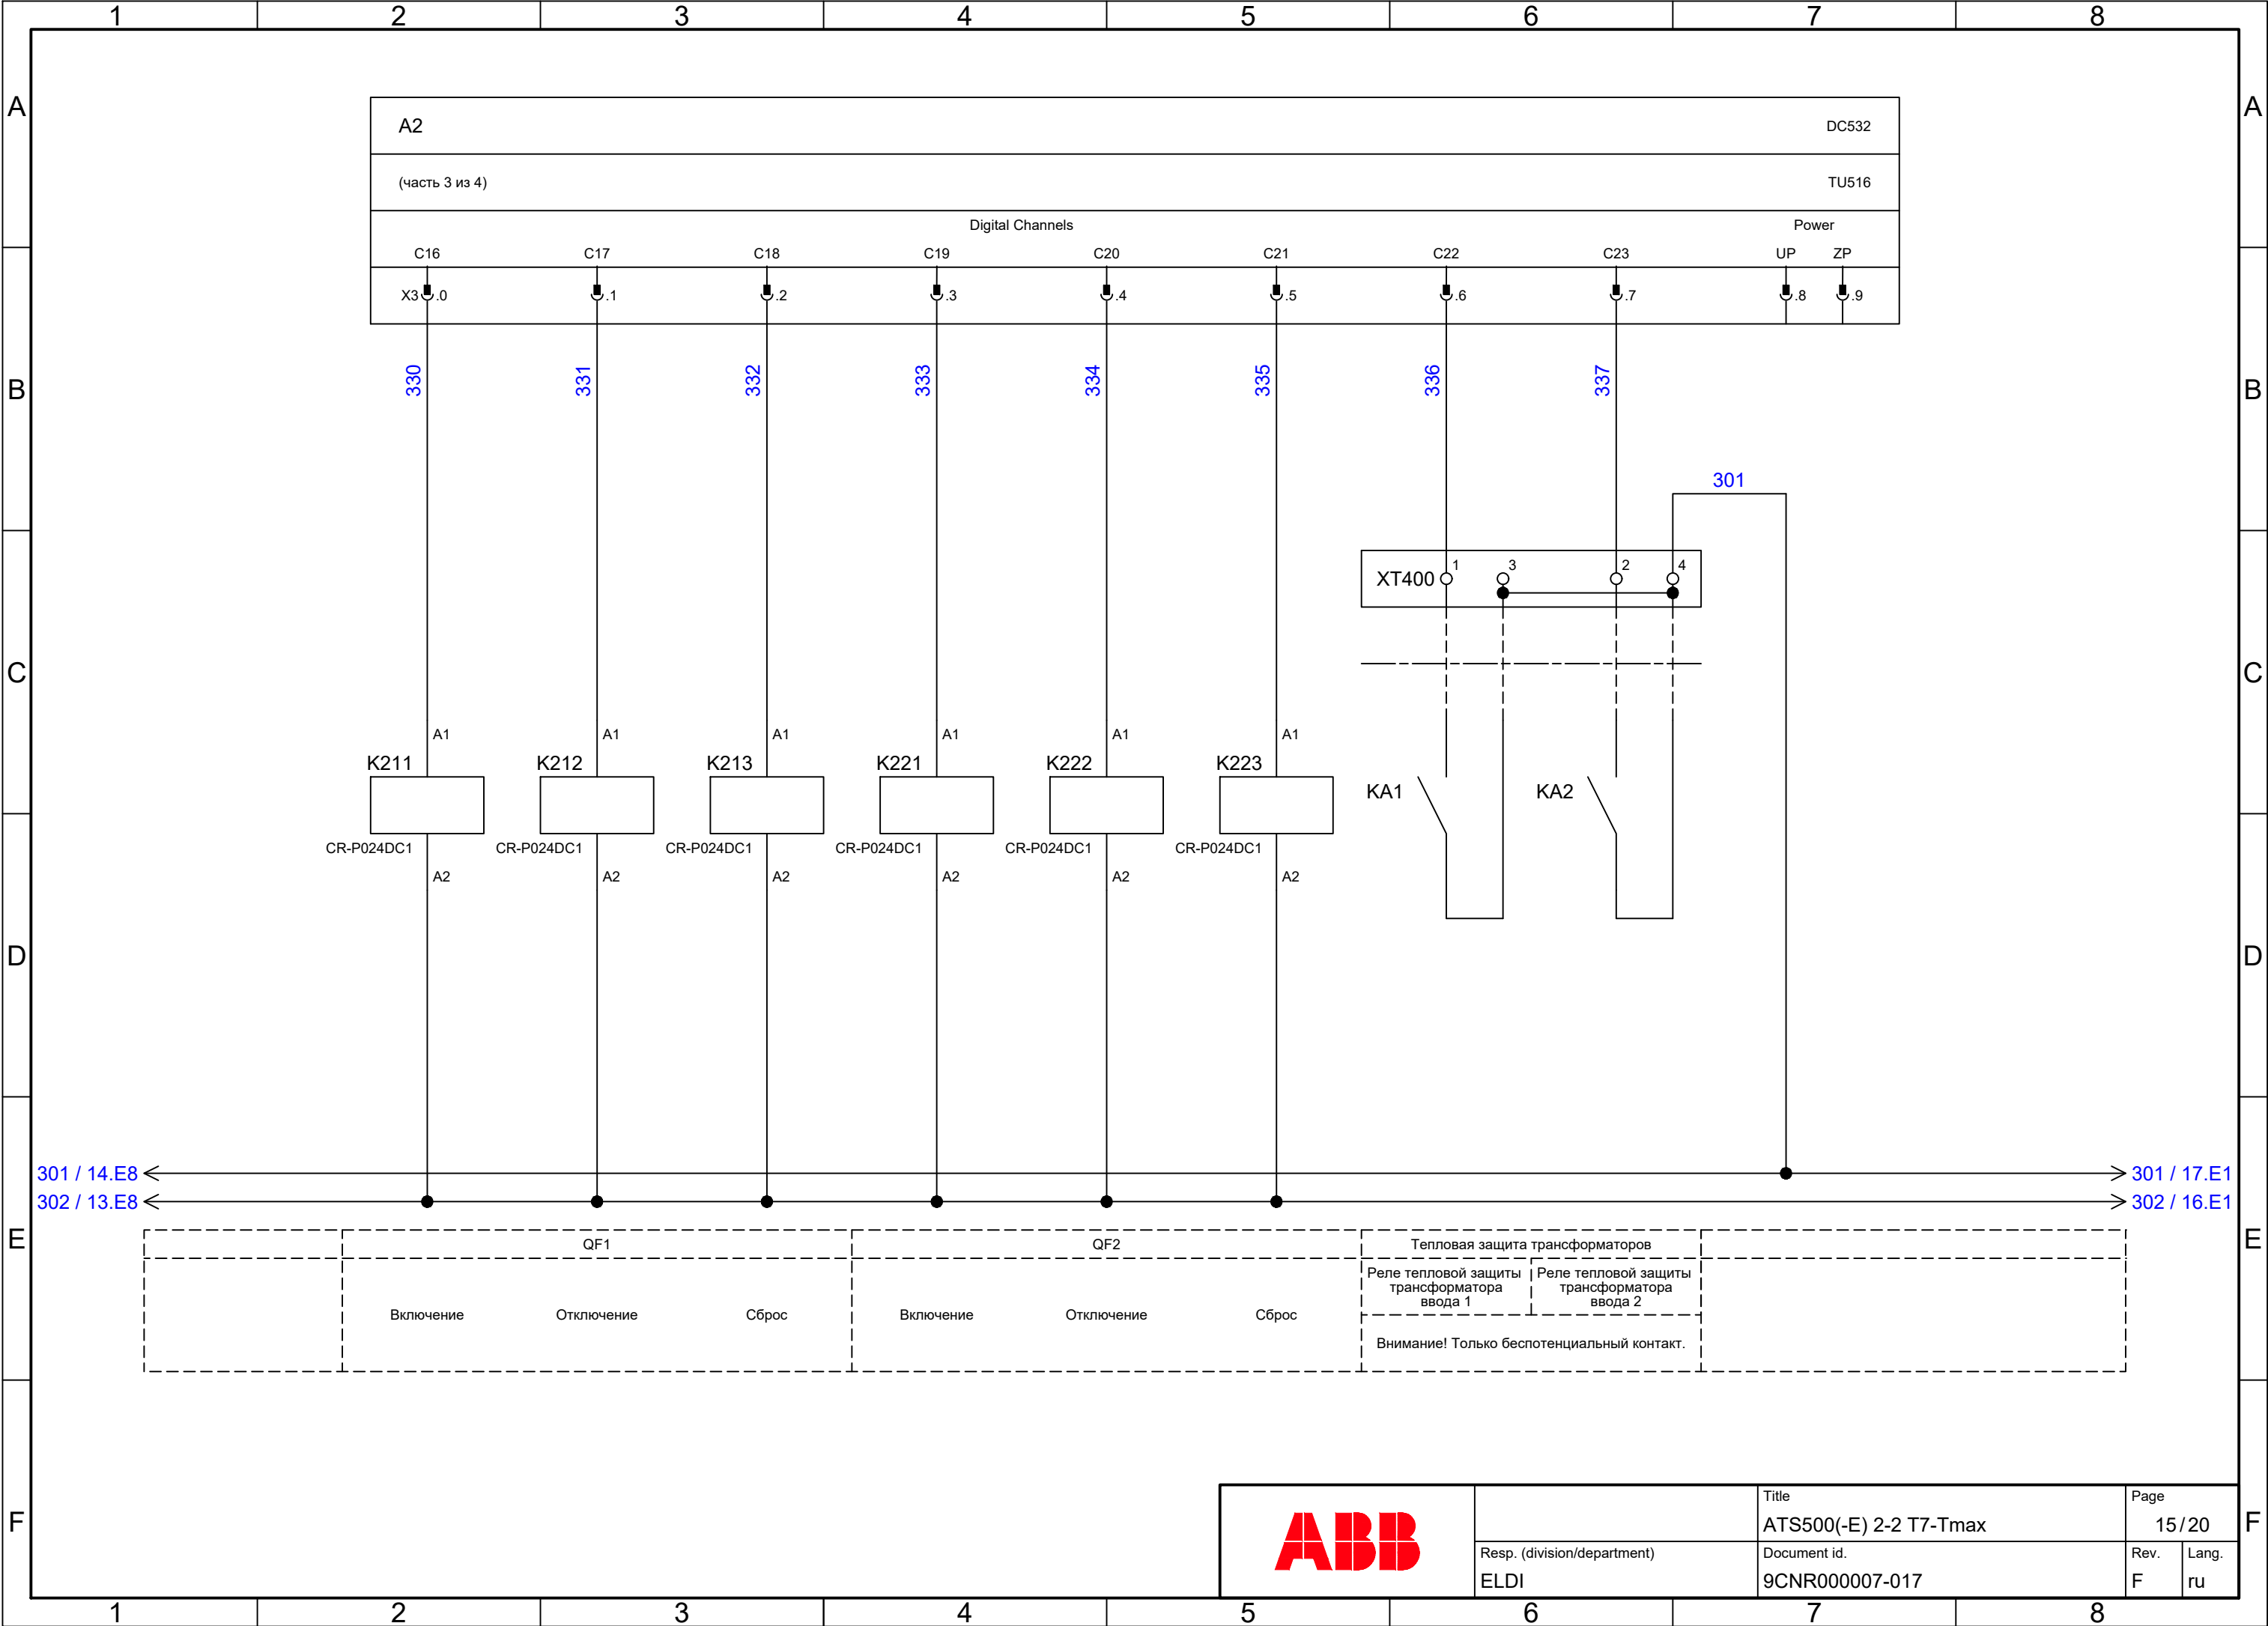 1 2 3 4 5 6 7 8
A A
A2 DC532
(часть 3 из 4) TU516
Digital Channels Power
C16 C17 C18 C19 C20 C21 C22 C23 UP ZP
X3 .0 .1 .2 .3 .4 .5 .6 .7 .8 .9
B B
330 331 332 333 334 335 336 337
301
XT400 1 3 2 4
C C
A1 A1 A1 A1 A1 A1
K211 K212 K213 K221 K222 K223
KA1 KA2
CR-P024DC1 CR-P024DC1 CR-P024DC1 CR-P024DC1 CR-P024DC1 CR-P024DC1
A2 A2 A2 A2 A2 A2
D D
301 / 14.E8 301 / 17.E1
302 / 13.E8 302 / 16.E1
E E
QF1 QF2 Тепловая защита трансформаторов
Включение Отключение Сброс Включение Отключение Сброс
Реле тепловой защиты
трансформатора
ввода 1
Реле тепловой защиты
трансформатора
ввода 2
Внимание! Только беспотенциальный контакт.
F F
ABB
Title
ATS500(-E) 2-2 T7-Tmax
Page
15/20
Resp. (division/department)
ELDI
Document id.
9CNR000007-017
Rev.
F
Lang.
ru
1 2 3 4 5 6 7 8